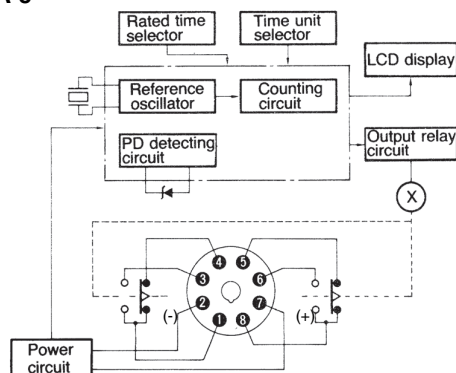 Rated time
selector
Time unit
selector
LCD display
Reference
oscillator
Counting
circuit
PD detecting
circuit
Output relay
circuit
X
4
5
3
6
(-)
2
7
(+)
1
8
Power
circuit